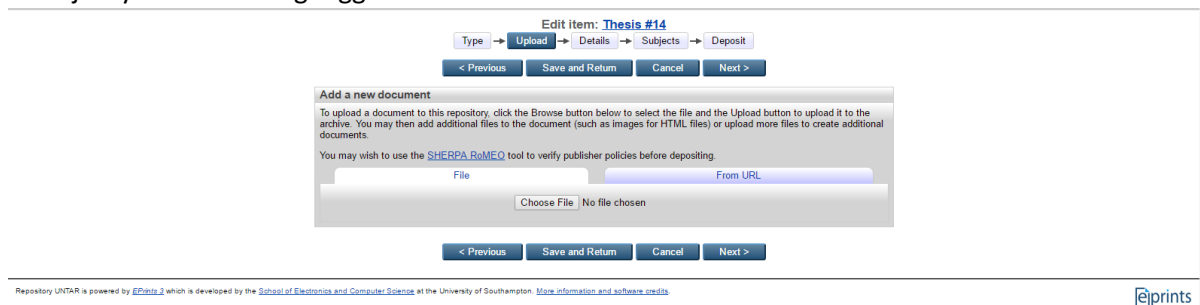 Edit item: Thesis #14
Type → Upload → Details → Subjects → Deposit
< Previous Save and Return Cancel Next >
Add a new document
To upload a document to this repository, click the Browse button below to select the file and the Upload button to upload it to the
archive. You may then add additional files to the document (such as images for HTML files) or upload more files to create additional
documents.
You may wish to use the SHERPA RoMEO tool to verify publisher policies before depositing.
File From URL
Choose File No file chosen
< Previous Save and Return Cancel Next >
Repository UNTAR is powered by EPrints 3 which is developed by the School of Electronics and Computer Science at the University of Southampton. More information and software credits.
eprints